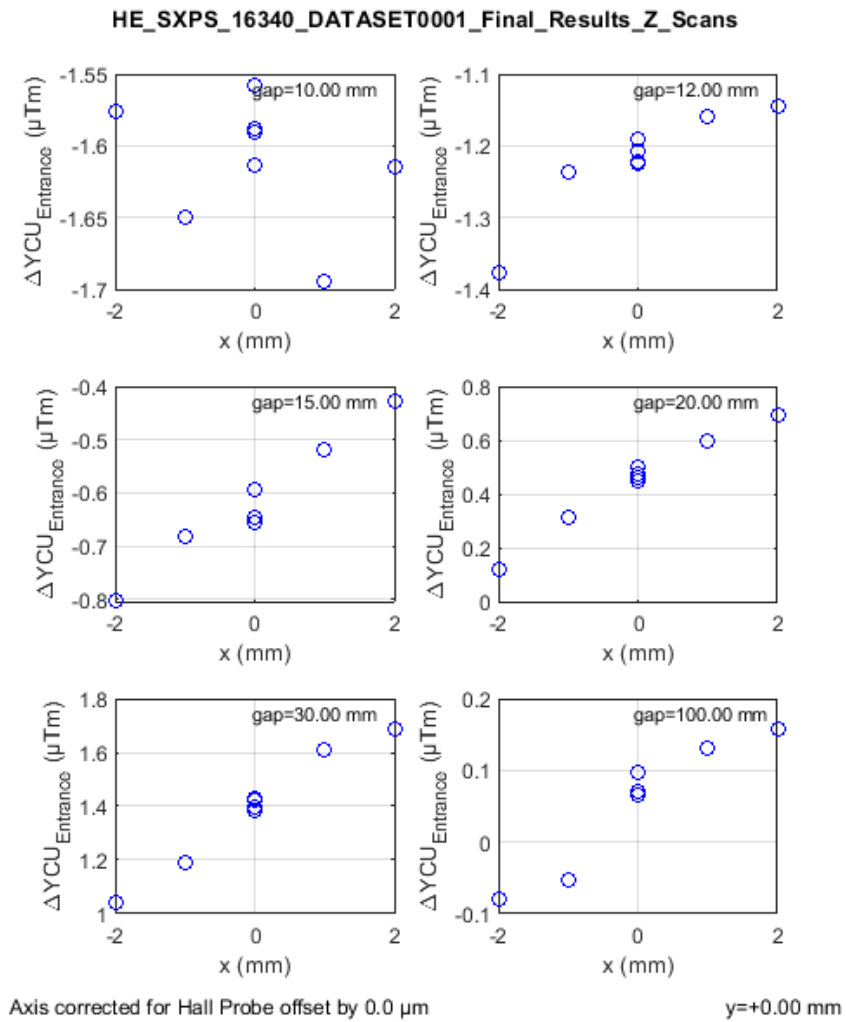 HE_SXPS_16340_DATASET0001_Final_Results_Z_Scans
-1.55
-1.6
-1.65
-1.7
ΔYCU_Entrance (µTm)
gap=10.00 mm
-2 0 2
x (mm)
-1.1
-1.2
-1.3
-1.4
ΔYCU_Entrance (µTm)
gap=12.00 mm
-2 0 2
x (mm)
-0.4
-0.5
-0.6
-0.7
-0.8
ΔYCU_Entrance (µTm)
gap=15.00 mm
-2 0 2
x (mm)
0.8
0.6
0.4
0.2
0
ΔYCU_Entrance (µTm)
gap=20.00 mm
-2 0 2
x (mm)
1.8
1.6
1.4
1.2
1
ΔYCU_Entrance (µTm)
gap=30.00 mm
-2 0 2
x (mm)
0.2
0.1
0
-0.1
ΔYCU_Entrance (µTm)
gap=100.00 mm
-2 0 2
x (mm)
Axis corrected for Hall Probe offset by 0.0 µm
y=+0.00 mm